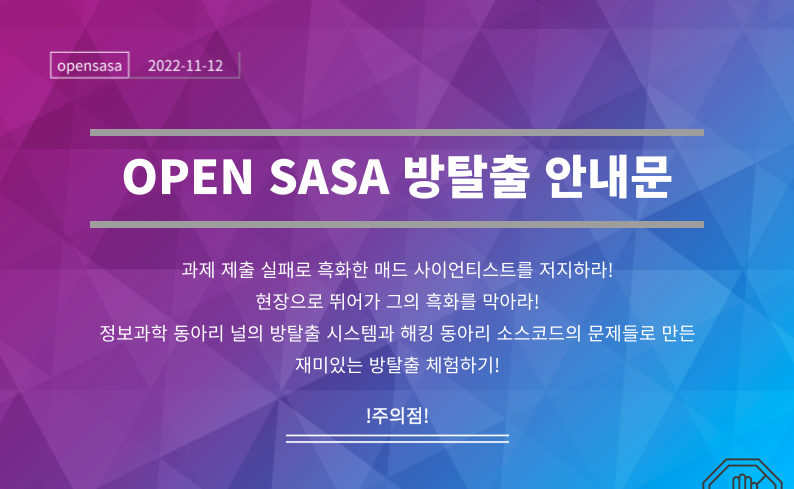 opensasa 2022-11-12
OPEN SASA 방탈출 안내문
과제 제출 실패로 흑화한 매드 사이언티스트를 저지하라!
현장으로 뛰어가 그의 흑화를 막아라!
정보과학 동아리 널의 방탈출 시스템과 해킹 동아리 소스코드의 문제들로 만든
재미있는 방탈출 체험하기!
!주의점!